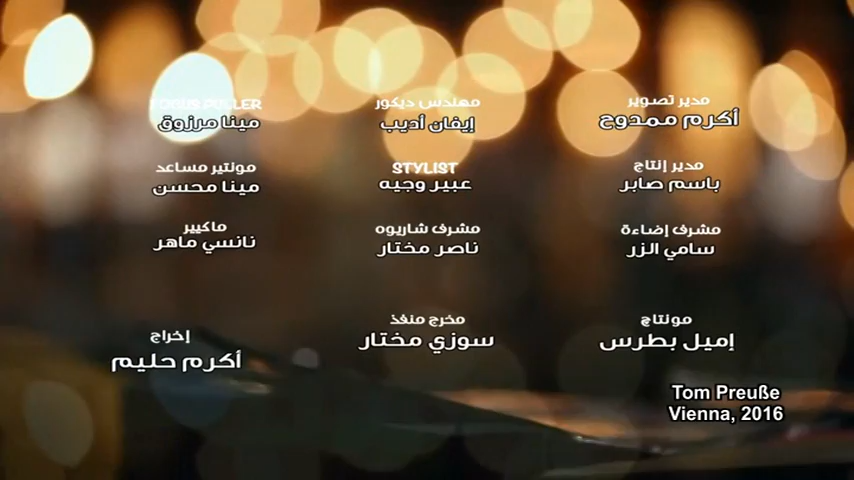 مدير تصوير
أكرم ممدوح
مهندس ديكور
إيفان أديب
FOCUS PULLER
مينا مرزوق
مدير إنتاج
باسم صابر
STYLIST
عبير وجيه
مونتير مساعد
مينا محسن
مشرف إضاءة
سامي الزر
مشرف شاريوه
ناصر مختار
ماكيير
نانسي ماهر
مونتاج
إميل بطرس
مخرج منفذ
سوزي مختار
إخراج
أكرم حليم
Tom Preuße
Vienna, 2016